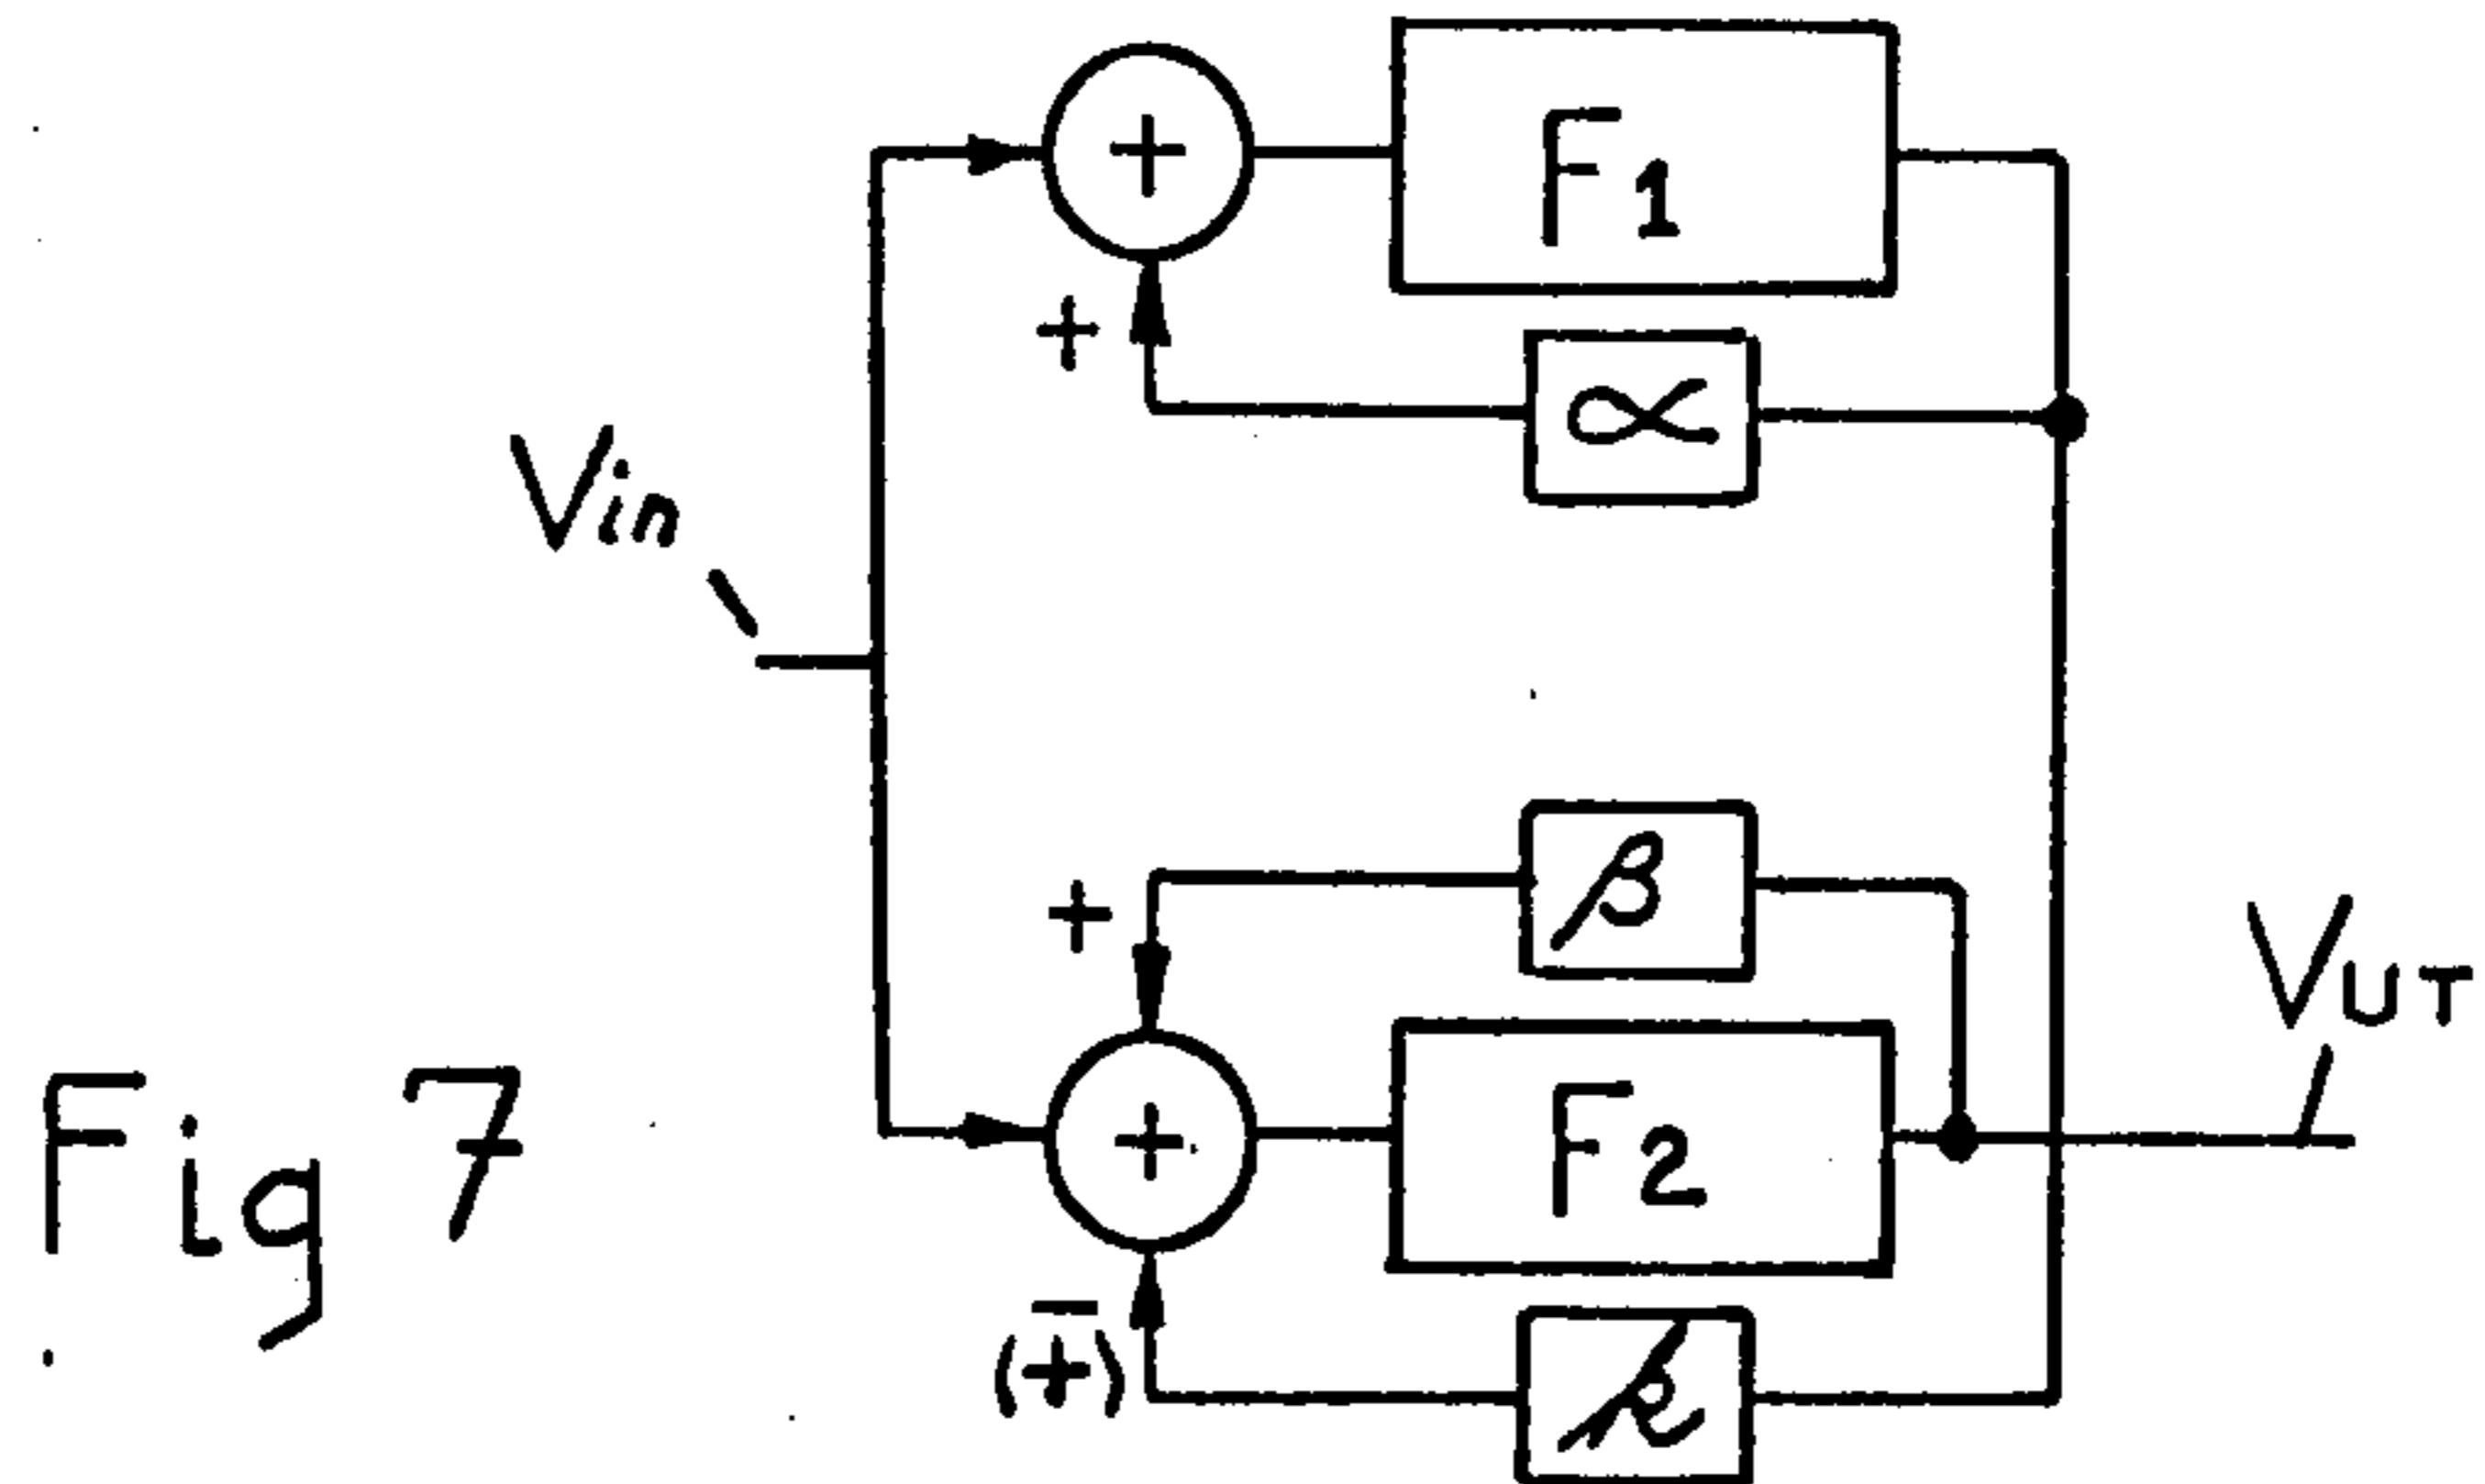 +
F1
+
α
Vin
β
+
VUT
+
F2
Fig 7
-
(+)
k